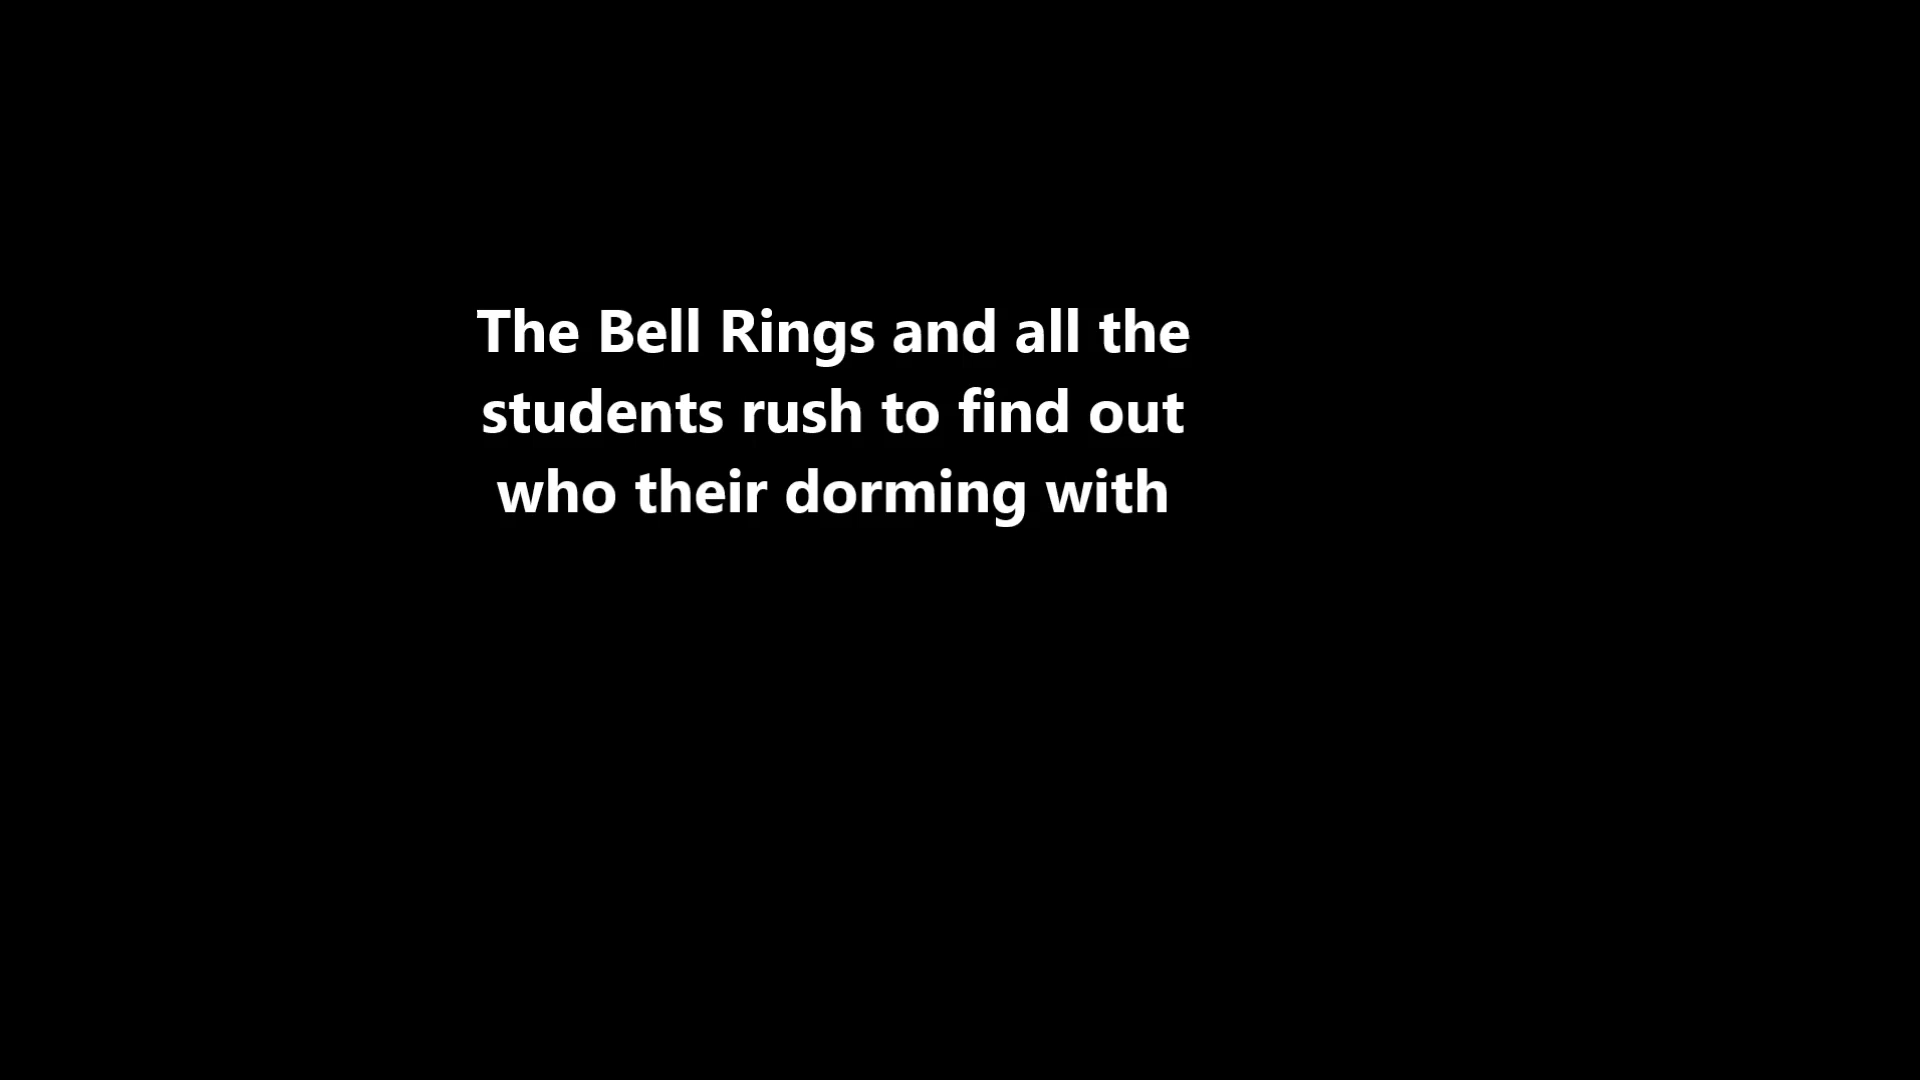 The Bell Rings and all the
students rush to find out
who their dorming with